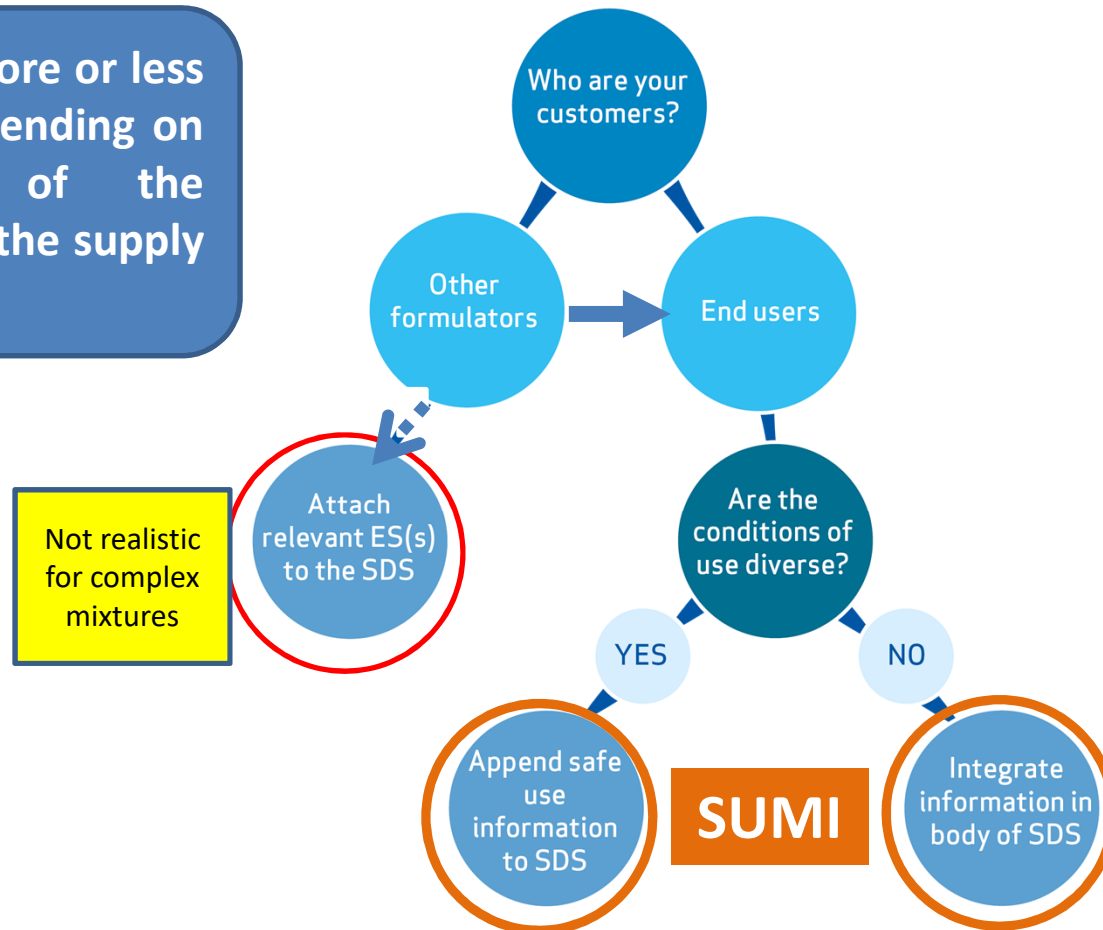 ore or less
ending on
of the
the supply
Who are your
customers?
Other
formulators
End users
Attach
relevant ES(s)
to the SDS
Not realistic
for complex
mixtures
Are the
conditions of
use diverse?
YES
NO
Append safe
use
information
to SDS
SUMI
Integrate
information in
body of SDS